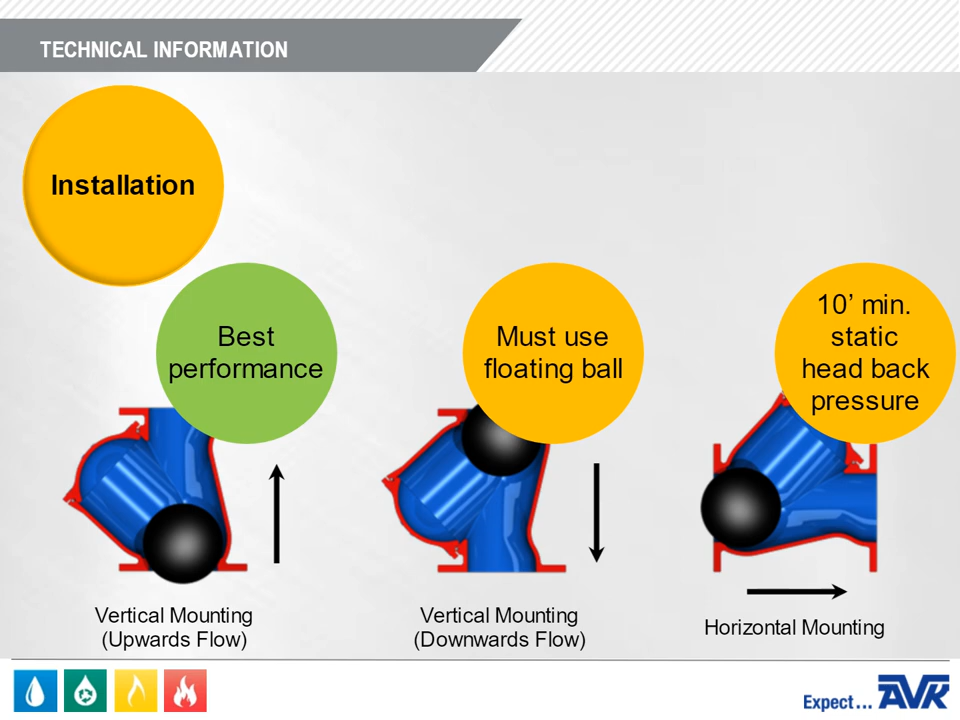 TECHNICAL INFORMATION
Installation
Best
performance
Must use
floating ball
10’ min.
static
head back
pressure
Vertical Mounting
(Upwards Flow)
Vertical Mounting
(Downwards Flow)
Horizontal Mounting
Expect... AVK